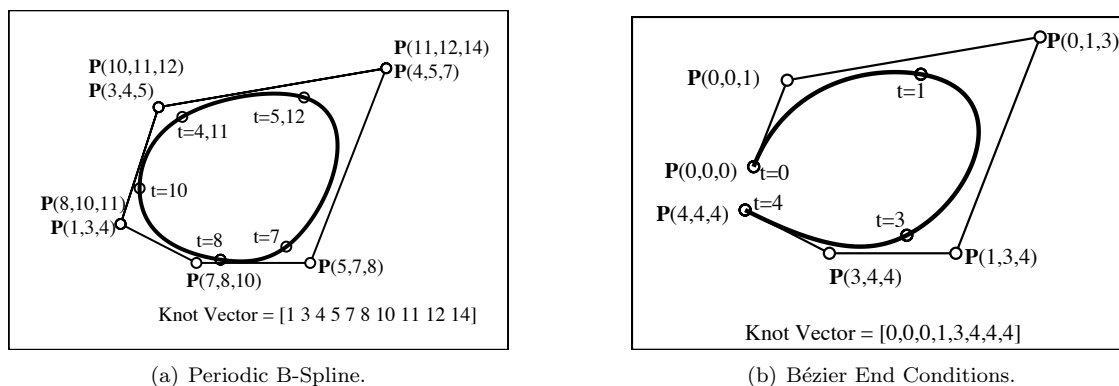 P(11,12,14)
P(10,11,12)
P(4,5,7)
P(3,4,5)
t=5,12
t=4,11
t=10
P(8,10,11)
P(1,3,4)
t=8
t=7
P(7,8,10)
P(5,7,8)
Knot Vector = [1 3 4 5 7 8 10 11 12 14]
(a) Periodic B-Spline.
P(0,1,3)
P(0,0,1)
t=1
P(0,0,0)
t=0
P(4,4,4)
t=4
t=3
P(3,4,4)
P(1,3,4)
Knot Vector = [0,0,0,1,3,4,4,4]
(b) Bézier End Conditions.